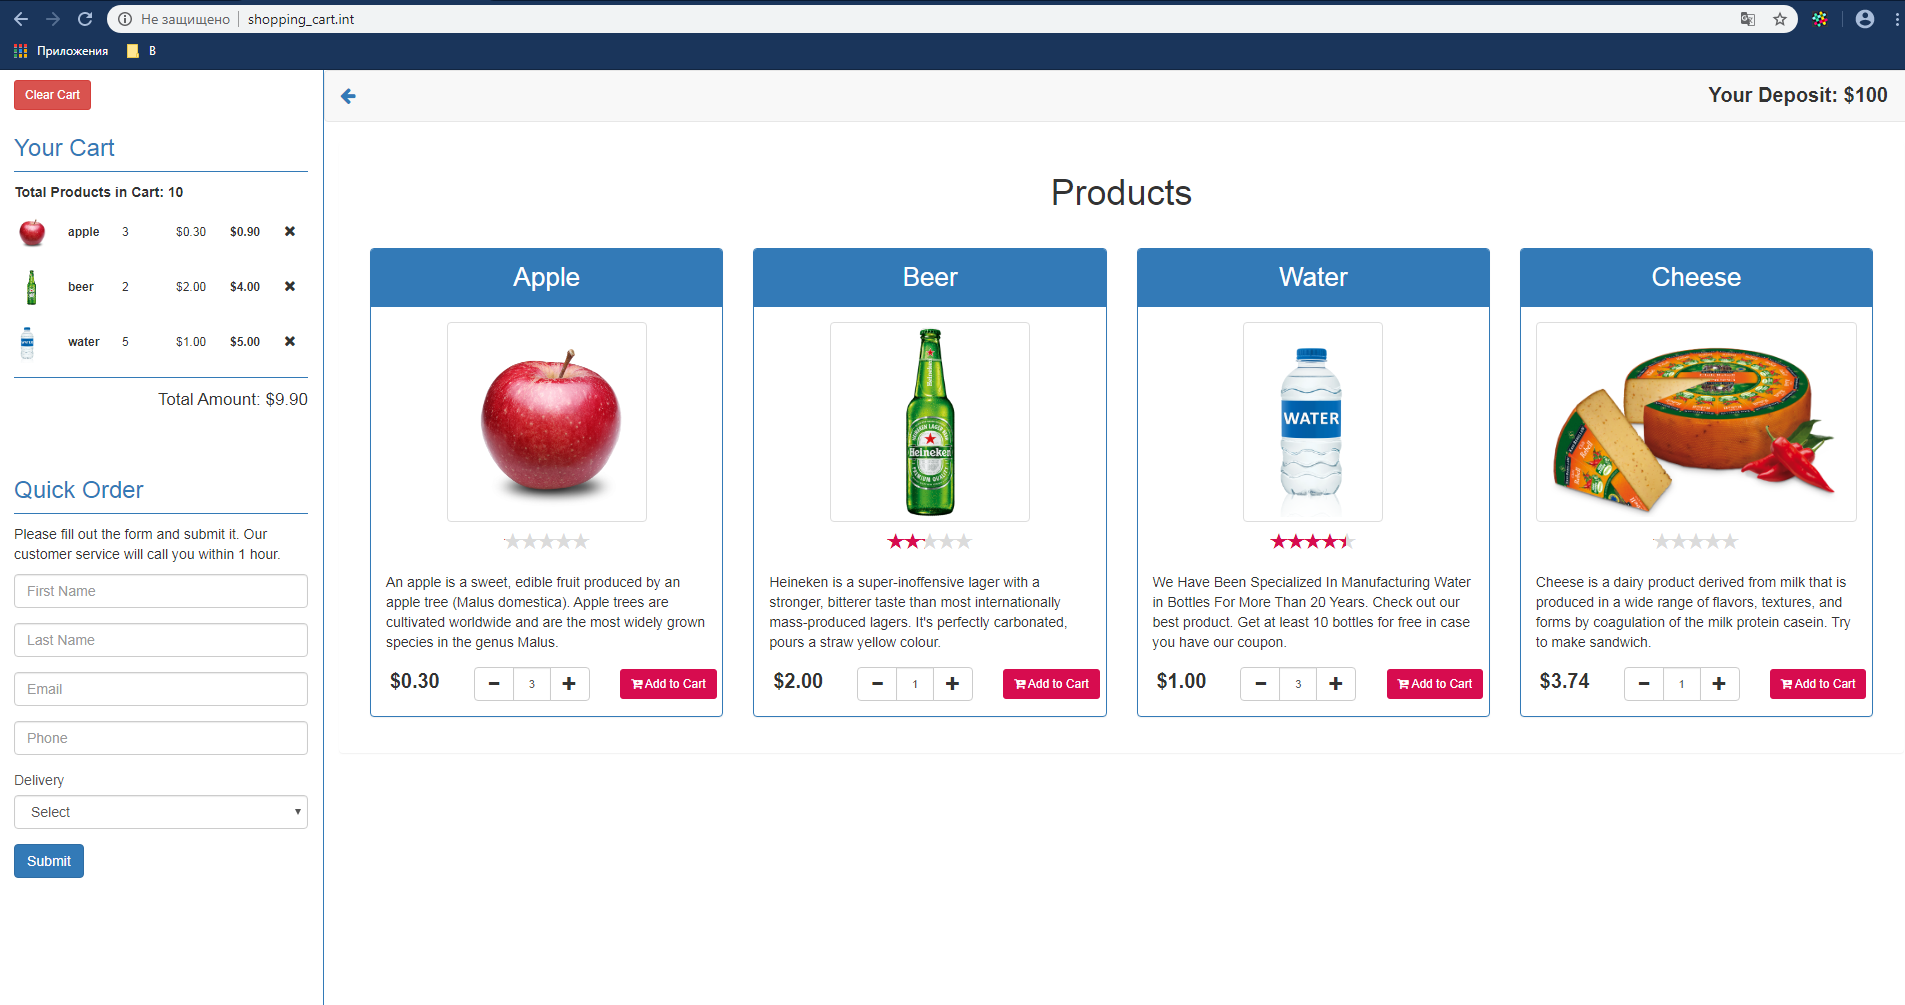 Не защищено shopping_cart.int
Приложения B
Clear Cart
Your Deposit: $100
Your Cart
Total Products in Cart: 10
apple 3 $0.30 $0.90
beer 2 $2.00 $4.00
water 5 $1.00 $5.00
Total Amount: $9.90
Quick Order
Please fill out the form and submit it. Our
customer service will call you within 1 hour.
First Name
Last Name
Email
Phone
Delivery
Select
Submit
Products
Apple
An apple is a sweet, edible fruit produced by an
apple tree (Malus domestica). Apple trees are
cultivated worldwide and are the most widely grown
species in the genus Malus.
$0.30 3 Add to Cart
Beer
Heineken
Heineken
Heineken is a super-inoffensive lager with a
stronger, bitterer taste than most internationally
mass-produced lagers. It's perfectly carbonated,
pours a straw yellow colour.
$2.00 1 Add to Cart
Water
WATER
We Have Been Specialized In Manufacturing Water
in Bottles For More Than 20 Years. Check out our
best product. Get at least 10 bottles for free in case
you have our coupon.
$1.00 3 Add to Cart
Cheese
Cheese is a dairy product derived from milk that is
produced in a wide range of flavors, textures, and
forms by coagulation of the milk protein casein. Try
to make sandwich.
$3.74 1 Add to Cart